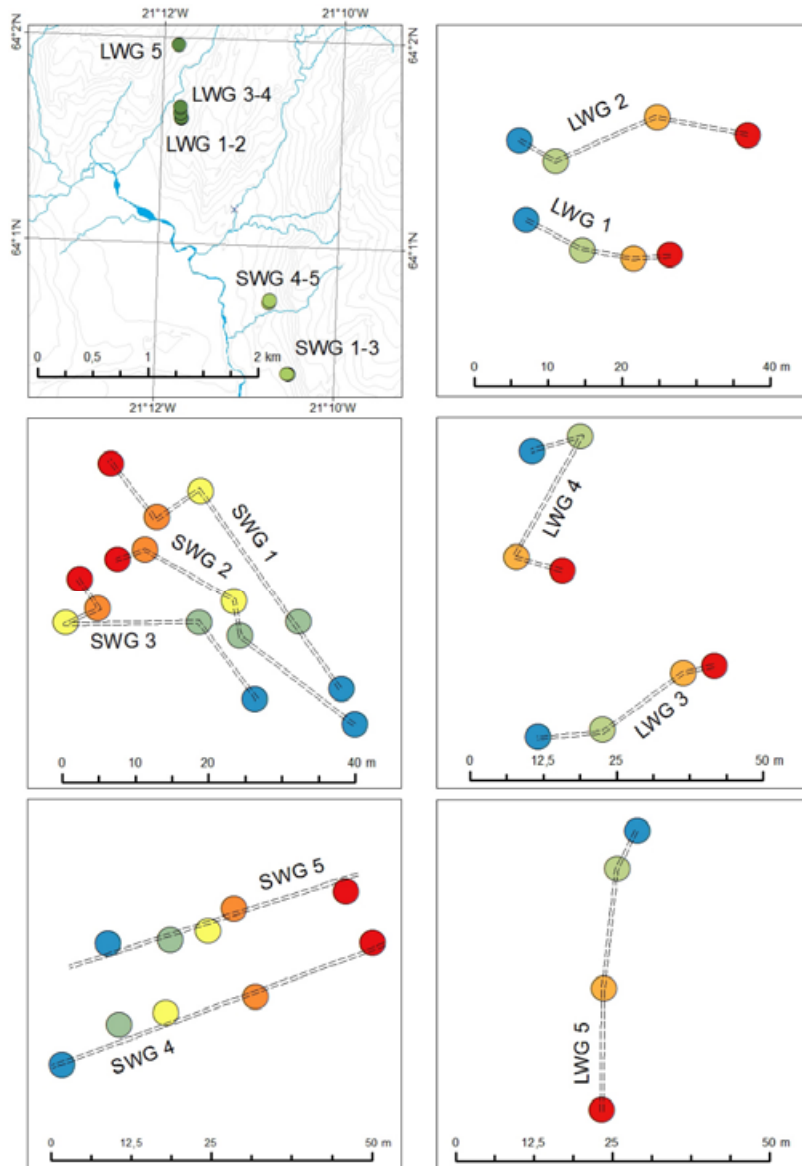 21°12'W
21°10'W
64°2'N
64°2'N
LWG 5
LWG 3-4
LWG 1-2
64°1'N
64°1'N
SWG 4-5
SWG 1-3
0 0,5 1 2 km
21°12'W
21°10'W
LWG 2
LWG 1
0 20 40 m
SWG 1
SWG 2
SWG 3
0 20 40 m
LWG 4
LWG 3
0 12,5 25 50 m
SWG 5
SWG 4
0 12,5 25 50 m
LWG 5
0 12,5 25 50 m